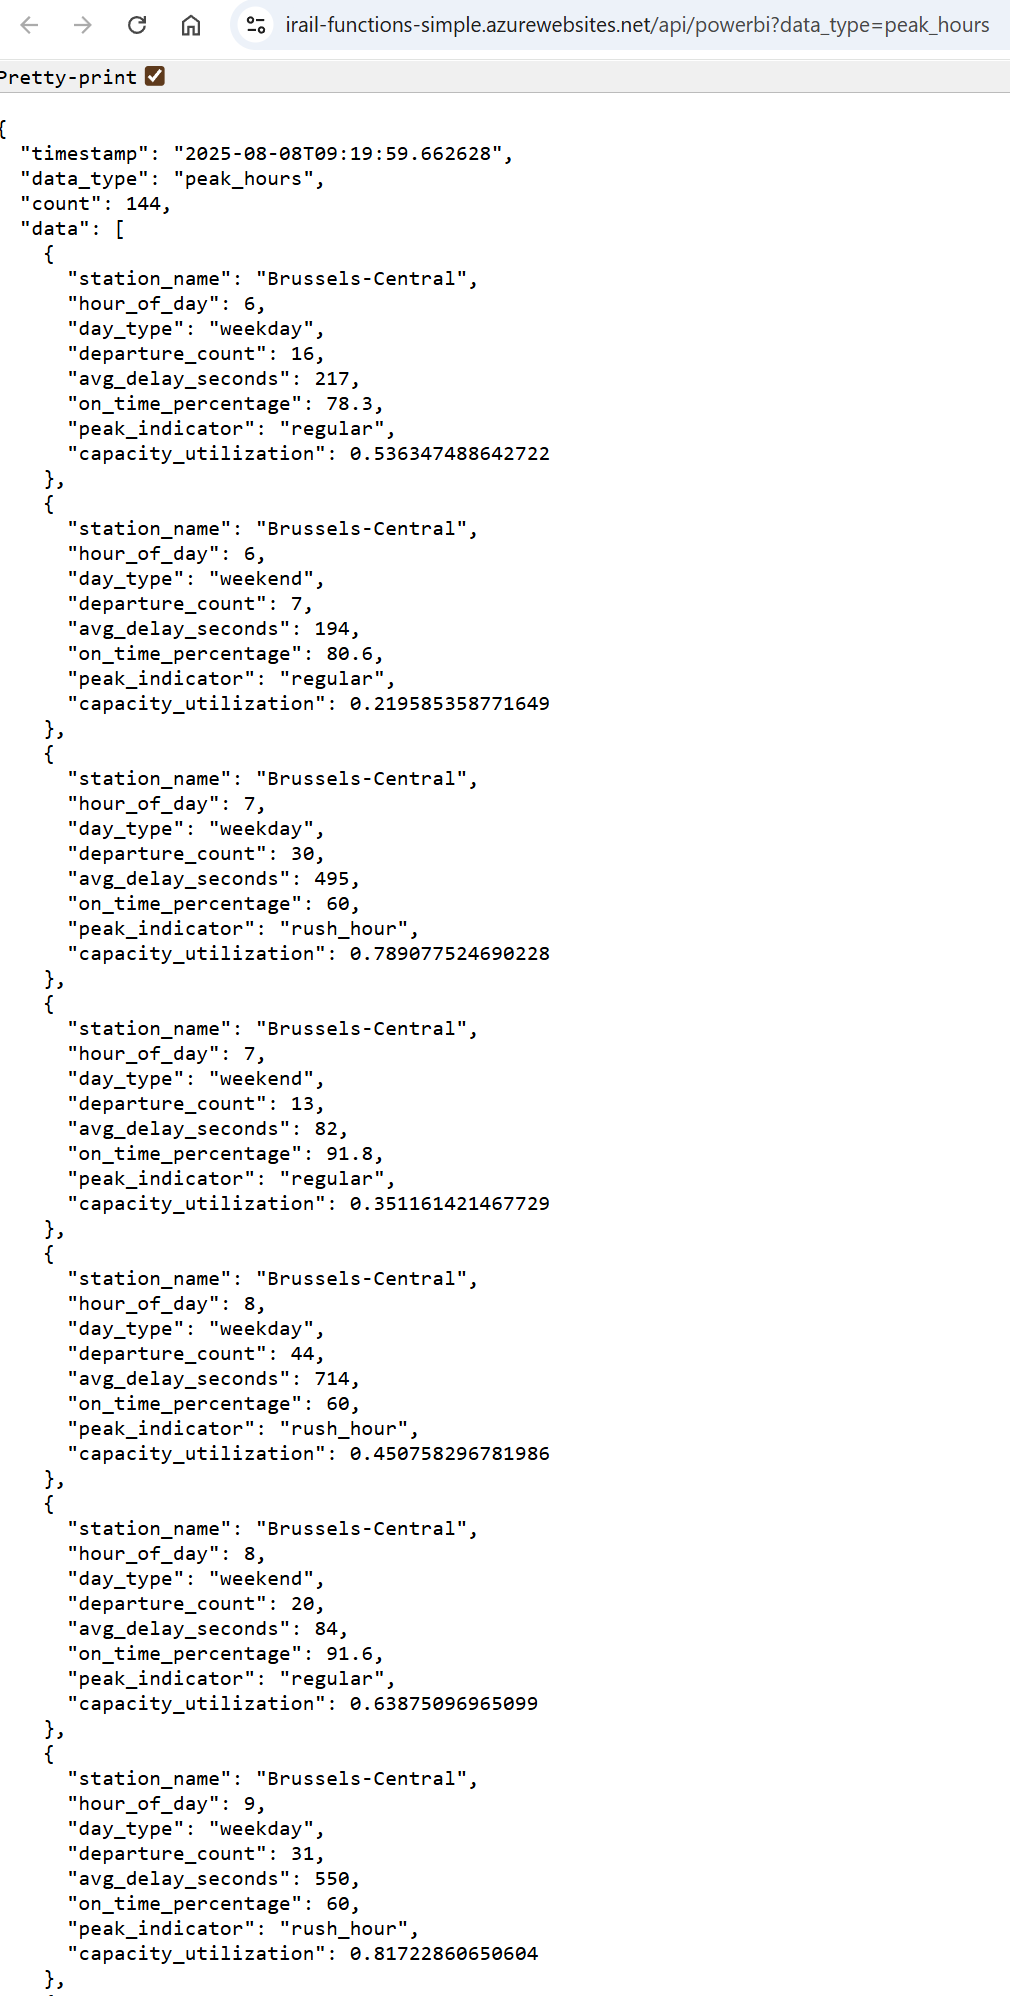 irail-functions-simple.azurewebsites.net/api/powerbi?data_type=peak_hours
Pretty-print
{
  "timestamp": "2025-08-08T09:19:59.662628",
  "data_type": "peak_hours",
  "count": 144,
  "data": [
    {
      "station_name": "Brussels-Central",
      "hour_of_day": 6,
      "day_type": "weekday",
      "departure_count": 16,
      "avg_delay_seconds": 217,
      "on_time_percentage": 78.3,
      "peak_indicator": "regular",
      "capacity_utilization": 0.536347488642722
    },
    {
      "station_name": "Brussels-Central",
      "hour_of_day": 6,
      "day_type": "weekend",
      "departure_count": 7,
      "avg_delay_seconds": 194,
      "on_time_percentage": 80.6,
      "peak_indicator": "regular",
      "capacity_utilization": 0.219585358771649
    },
    {
      "station_name": "Brussels-Central",
      "hour_of_day": 7,
      "day_type": "weekday",
      "departure_count": 30,
      "avg_delay_seconds": 495,
      "on_time_percentage": 60,
      "peak_indicator": "rush_hour",
      "capacity_utilization": 0.789077524690228
    },
    {
      "station_name": "Brussels-Central",
      "hour_of_day": 7,
      "day_type": "weekend",
      "departure_count": 13,
      "avg_delay_seconds": 82,
      "on_time_percentage": 91.8,
      "peak_indicator": "regular",
      "capacity_utilization": 0.351161421467729
    },
    {
      "station_name": "Brussels-Central",
      "hour_of_day": 8,
      "day_type": "weekday",
      "departure_count": 44,
      "avg_delay_seconds": 714,
      "on_time_percentage": 60,
      "peak_indicator": "rush_hour",
      "capacity_utilization": 0.450758296781986
    },
    {
      "station_name": "Brussels-Central",
      "hour_of_day": 8,
      "day_type": "weekend",
      "departure_count": 20,
      "avg_delay_seconds": 84,
      "on_time_percentage": 91.6,
      "peak_indicator": "regular",
      "capacity_utilization": 0.63875096965099
    },
    {
      "station_name": "Brussels-Central",
      "hour_of_day": 9,
      "day_type": "weekday",
      "departure_count": 31,
      "avg_delay_seconds": 550,
      "on_time_percentage": 60,
      "peak_indicator": "rush_hour",
      "capacity_utilization": 0.81722860650604
    },